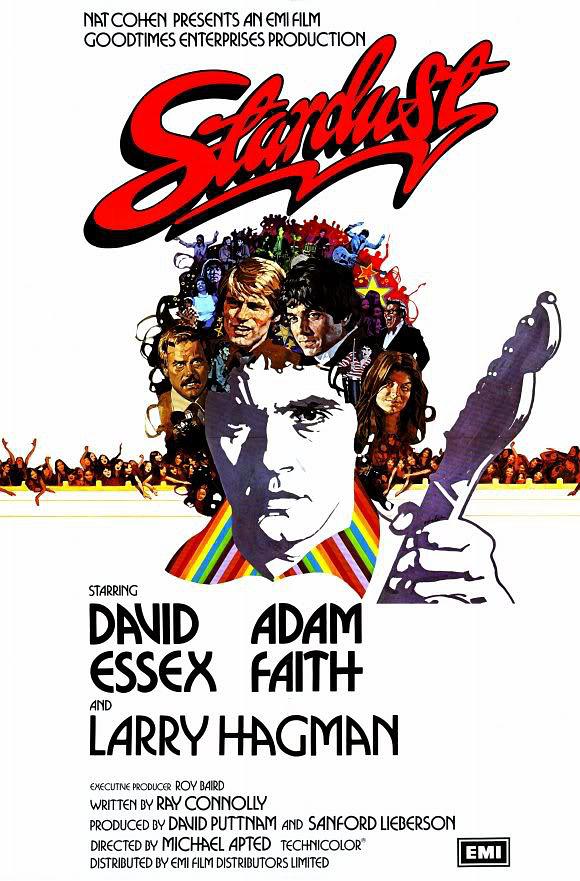 NAT COHEN PRESENTS AN EMI FILM
GOODTIMES ENTERPRISES PRODUCTION
Stardust
STARRING
DAVID ESSEX
ADAM FAITH
AND
LARRY HAGMAN
EXECUTIVE PRODUCER ROY BAIRD
WRITTEN BY RAY CONNOLLY
PRODUCED BY DAVID PUTTNAM AND SANFORD LIEBERSON
DIRECTED BY MICHAEL APTED TECHNICOLOR®
DISTRIBUTED BY EMI FILM DISTRIBUTORS LIMITED
EMI